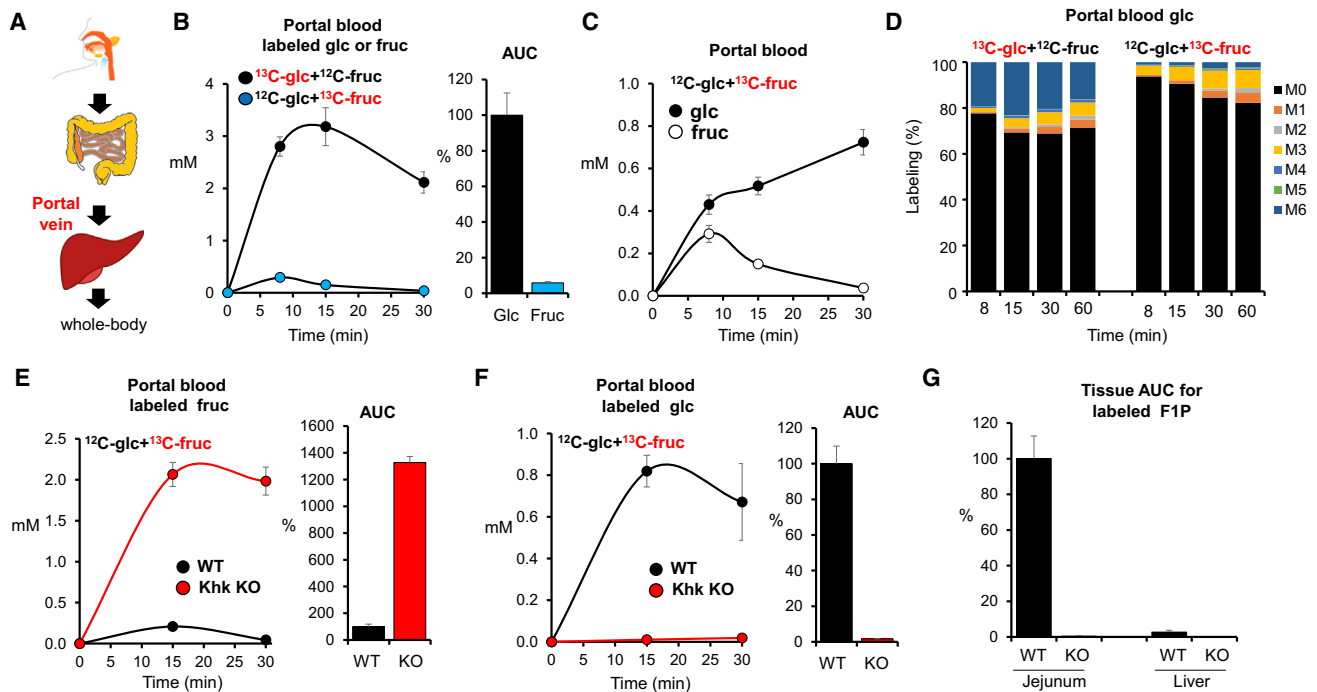 A
Portal
vein
whole-body
B
Portal blood
labeled glc or fruc
¹³C-glc+¹²C-fruc
¹²C-glc+¹³C-fruc
4
3
2
1
0
mM
0 5 10 15 20 25 30
Time (min)
AUC
120
100
80
60
40
20
0
%
Glc Fruc
C
Portal blood
¹²C-glc+¹³C-fruc
glc
fruc
1.0
0.8
0.6
0.4
0.2
0.0
mM
0 5 10 15 20 25 30
Time (min)
D
Portal blood glc
¹³C-glc+¹²C-fruc
¹²C-glc+¹³C-fruc
100
80
60
40
20
0
Labeling (%)
8 15 30 60 8 15 30 60
Time (min)
M0
M1
M2
M3
M4
M5
M6
E
Portal blood
labeled fruc
¹²C-glc+¹³C-fruc
2.5
2.0
1.5
1.0
0.5
0.0
mM
WT
Khk KO
0 5 10 15 20 25 30
Time (min)
AUC
1600
1400
1200
1000
800
600
400
200
0
%
WT KO
F
Portal blood
labeled glc
¹²C-glc+¹³C-fruc
1.0
0.8
0.6
0.4
0.2
0.0
mM
WT
Khk KO
0 5 10 15 20 25 30
Time (min)
AUC
120
100
80
60
40
20
0
%
WT KO
G
Tissue AUC for
labeled F1P
120
100
80
60
40
20
0
%
WT KO WT KO
Jejunum Liver